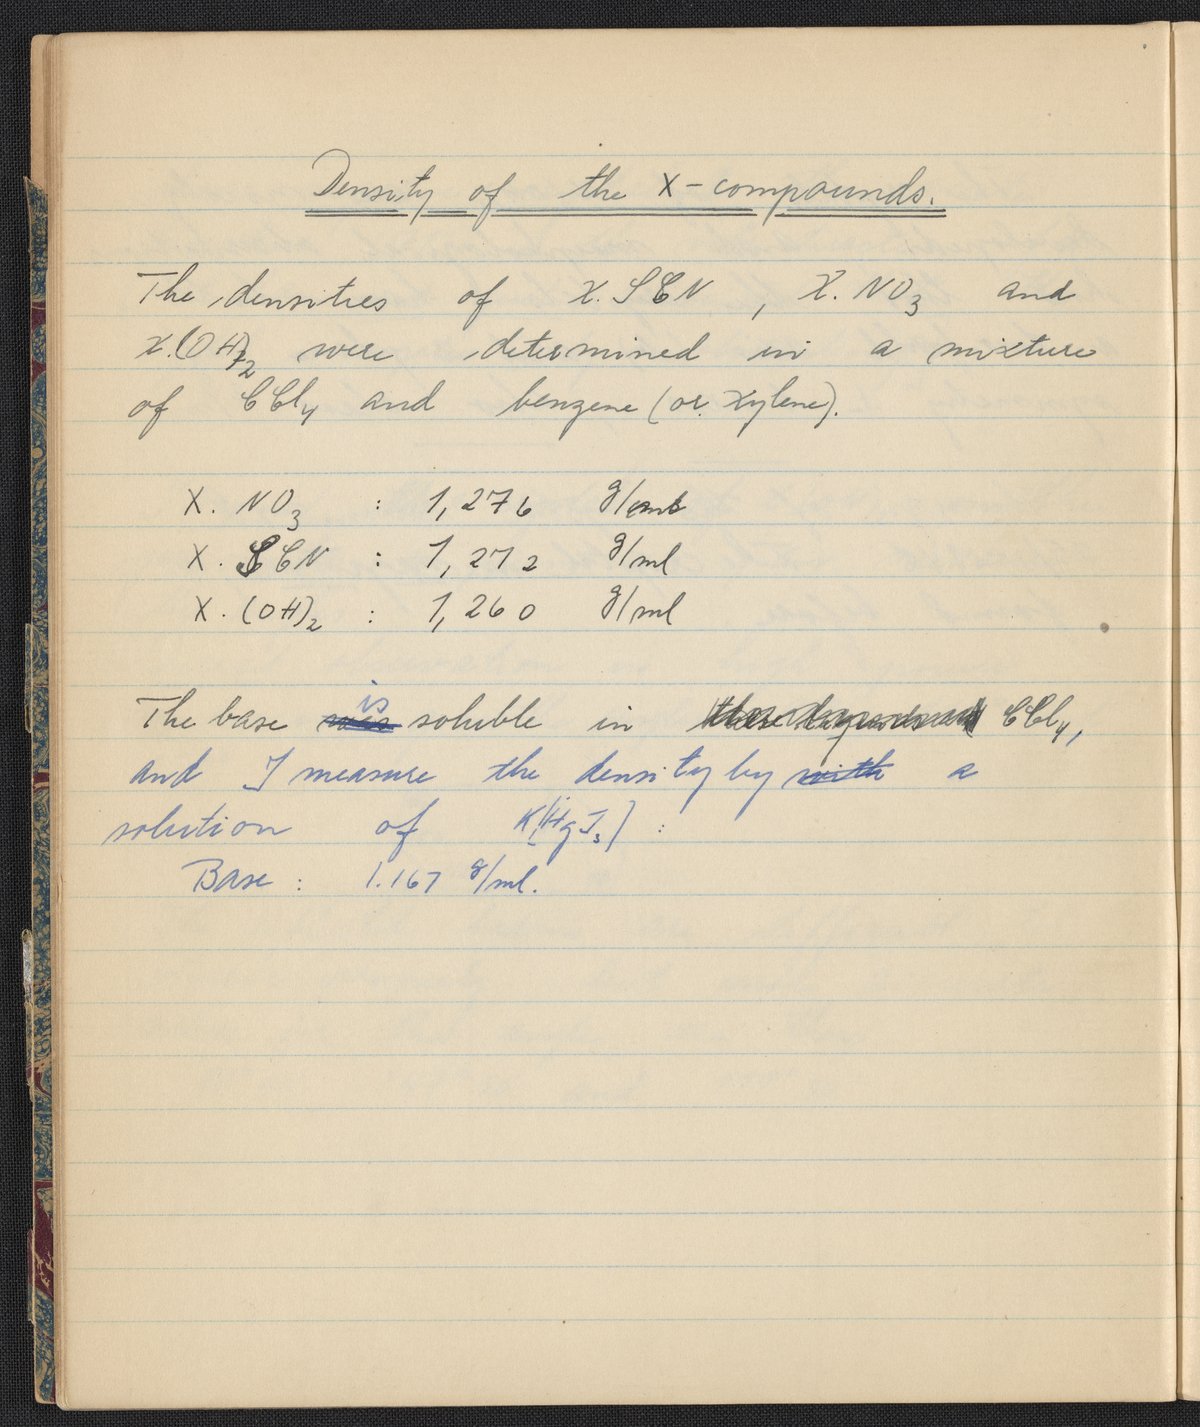 Density of the X-compounds.
The densities of X.SCN, X.NO3 and
X.(OH)2 were determined in a mixture
of CCl4 and benzene (or Xylene).
X. NO3 : 1,276 g/ml
X. SCN : 1,272 g/ml
X. (OH)2 : 1,260 g/ml
The base was is soluble in CCl4,
and I measure the density by with a
solution of K[HgI3] :
Base : 1.167 g/ml.